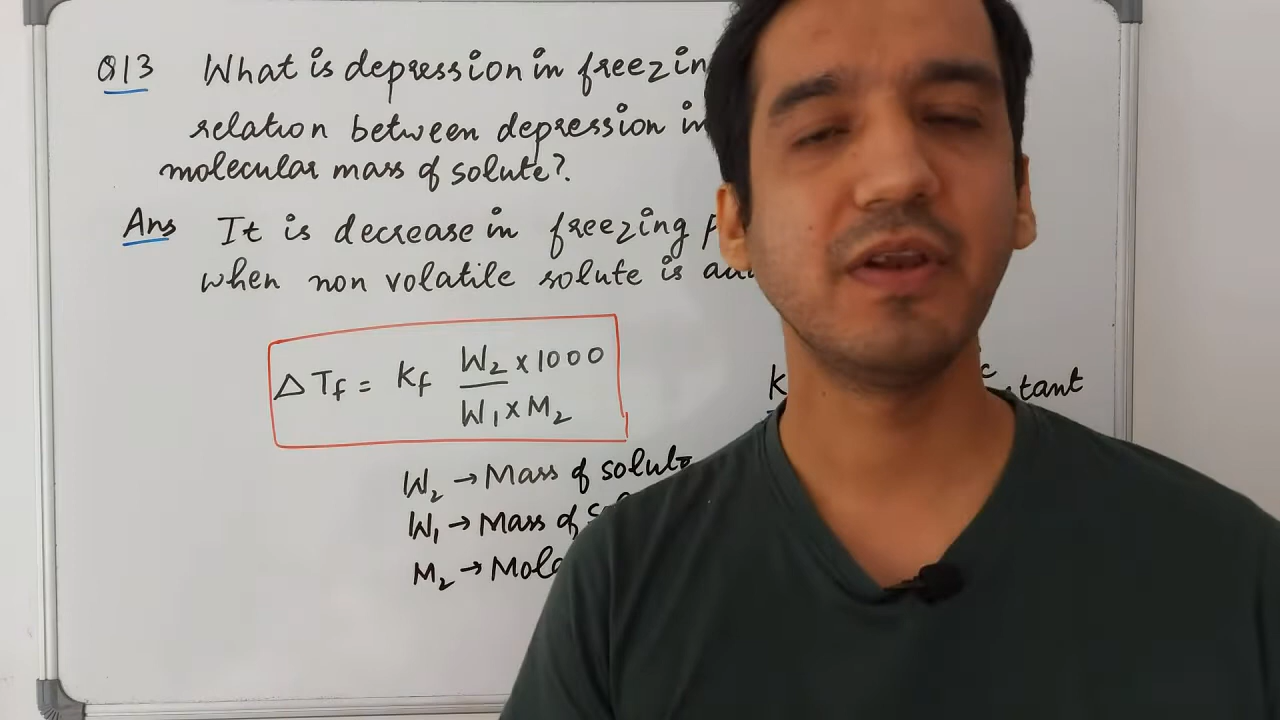 Q13 What is depression in freezin
relation between depression in
molecular mass of solute?.
Ans It is decrease in freezing p
when non volatile solute is
ΔTf = Kf W2 x 1000
W1 x M2
K
tant
W2 → Mass of solute
W1 → Mass of
M2 → Mol